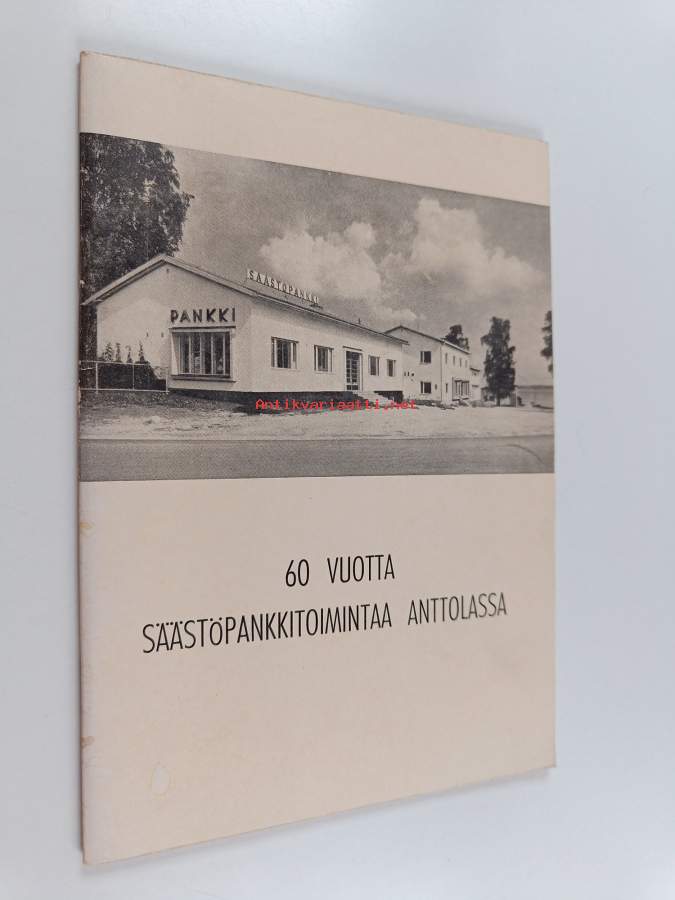 SÄÄSTÖPANKKI
PANKKI
Antikvariaatti.net
60 VUOTTA
SÄÄSTÖPANKKITOIMINTAA ANTTOLASSA